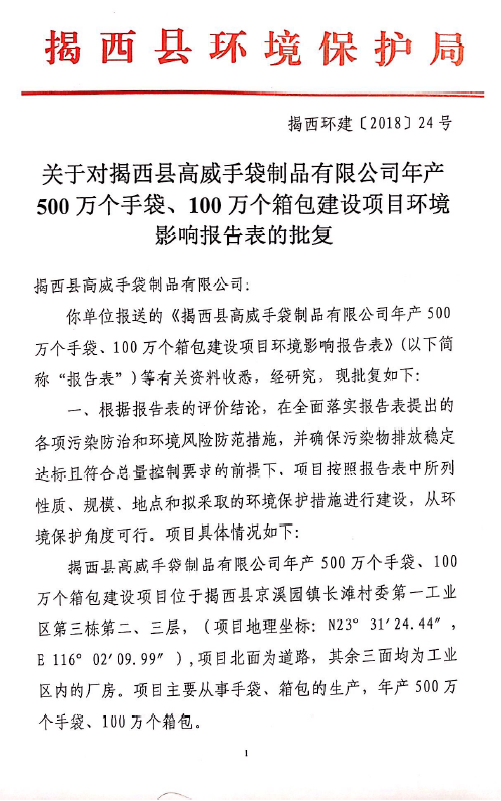 揭西县环境保护局
揭西环建〔2018〕24号
关于对揭西县高威手袋制品有限公司年产
500万个手袋、100万个箱包建设项目环境
影响报告表的批复
揭西县高威手袋制品有限公司：
你单位报送的《揭西县高威手袋制品有限公司年产500
万个手袋、100万个箱包建设项目环境影响报告表》（以下简
称“报告表”）等有关资料收悉，经研究，现批复如下：
一、根据报告表的评价结论，在全面落实报告表提出的
各项污染防治和环境风险防范措施，并确保污染物排放稳定
达标且符合总量控制要求的前提下，项目按照报告表中所列
性质、规模、地点和拟采取的环境保护措施进行建设，从环
境保护角度可行。项目具体情况如下：
揭西县高威手袋制品有限公司年产500万个手袋、100
万个箱包建设项目位于揭西县京溪园镇长滩村委第一工业
区第三栋第二、三层，（项目地理坐标：N23° 31′24.44″，
E 116° 02′09.99″），项目北面为道路，其余三面均为工业
区内的厂房。项目主要从事手袋、箱包的生产，年产500万
个手袋、100万个箱包。
1